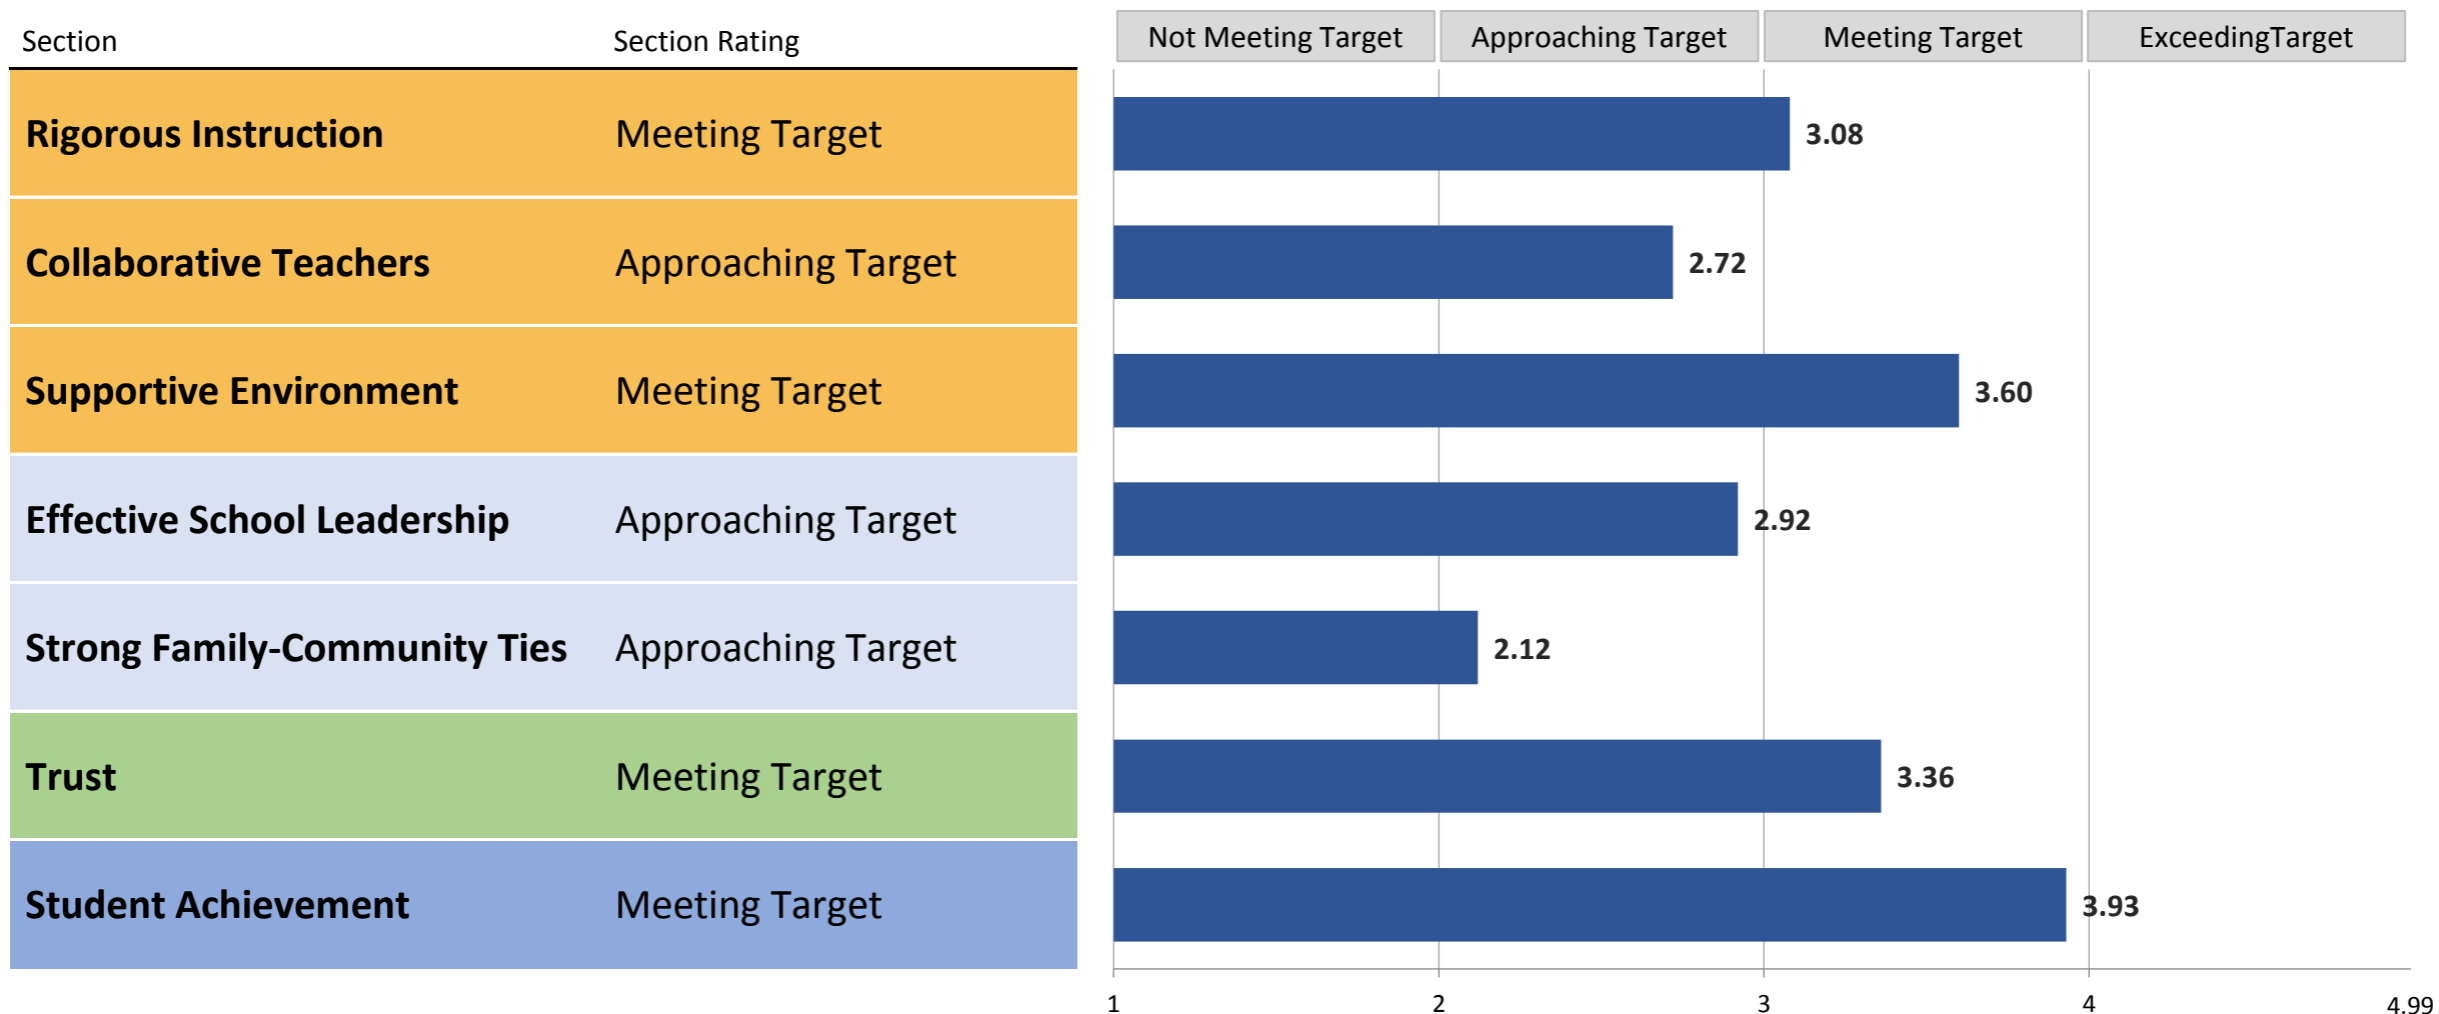 Section Section Rating Not Meeting Target Approaching Target Meeting Target ExceedingTarget
Rigorous Instruction Meeting Target 3.08
Collaborative Teachers Approaching Target 2.72
Supportive Environment Meeting Target 3.60
Effective School Leadership Approaching Target 2.92
Strong Family-Community Ties Approaching Target 2.12
Trust Meeting Target 3.36
Student Achievement Meeting Target 3.93
1 2 3 4 4.99